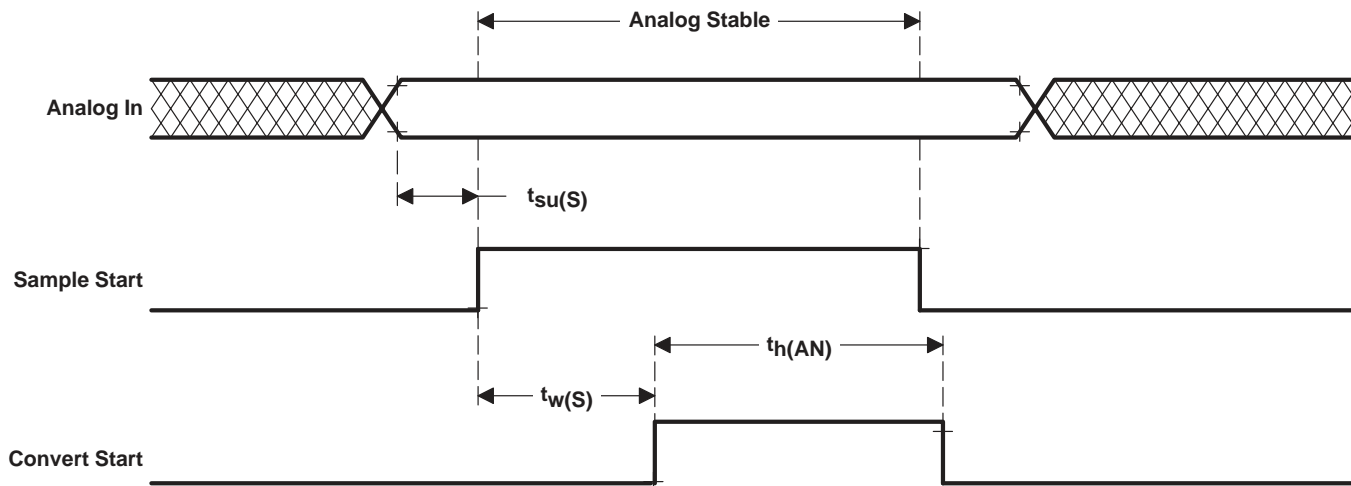 Analog Stable
Analog In
tsu(S)
Sample Start
th(AN)
tw(S)
Convert Start